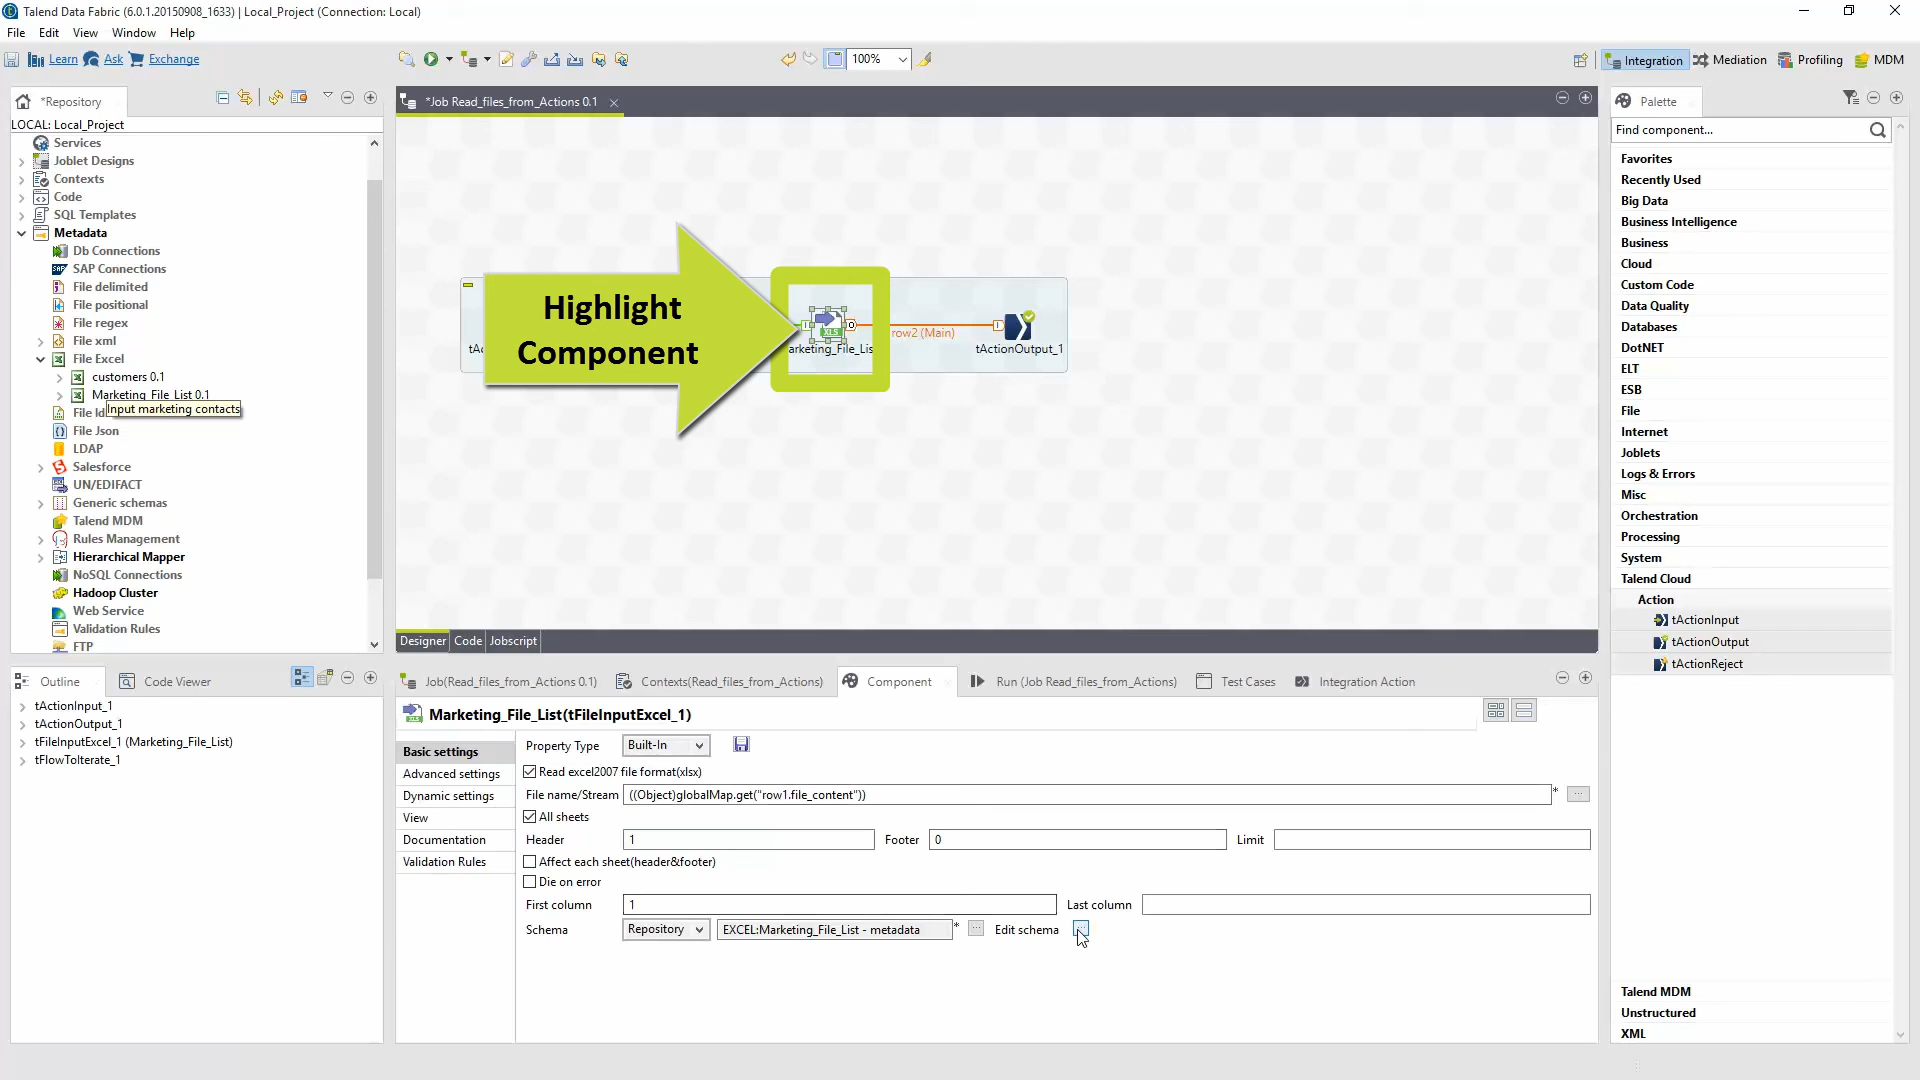 Talend Data Fabric (6.0.1.20150908_1633) | Local_Project (Connection: Local)
File Edit View Window Help
Learn Ask Exchange
100%
Integration Mediation Profiling MDM
*Repository
LOCAL: Local_Project
Services
Joblet Designs
Contexts
Code
SQL Templates
Metadata
Db Connections
SAP Connections
File delimited
File positional
File regex
File xml
File Excel
customers 0.1
Marketing_File_List 0.1
Input marketing contacts
File ld
File Json
LDAP
Salesforce
UN/EDIFACT
Generic schemas
Talend MDM
Rules Management
Hierarchical Mapper
NoSQL Connections
Hadoop Cluster
Web Service
Validation Rules
FTP
*Job Read_files_from_Actions 0.1
Highlight
Component
tAc
XLS
arketing_File_Lis
row2 (Main)
tActionOutput_1
Designer Code Jobscript
Palette
Find component...
Favorites
Recently Used
Big Data
Business Intelligence
Business
Cloud
Custom Code
Data Quality
Databases
DotNET
ELT
ESB
File
Internet
Joblets
Logs & Errors
Misc
Orchestration
Processing
System
Talend Cloud
Action
tActionInput
tActionOutput
tActionReject
Talend MDM
Unstructured
XML
Outline Code Viewer
tActionInput_1
tActionOutput_1
tFileInputExcel_1 (Marketing_File_List)
tFlowToIterate_1
Job(Read_files_from_Actions 0.1) Contexts(Read_files_from_Actions) Component Run (Job Read_files_from_Actions) Test Cases Integration Action
Marketing_File_List(tFileInputExcel_1)
Basic settings
Advanced settings
Dynamic settings
View
Documentation
Validation Rules
Property Type Built-In
Read excel2007 file format(xlsx)
File name/Stream ((Object)globalMap.get("row1.file_content")) * ...
All sheets
Header 1 Footer 0 Limit
Affect each sheet(header&footer)
Die on error
First column 1 Last column
Schema Repository EXCEL:Marketing_File_List - metadata * ... Edit schema ...